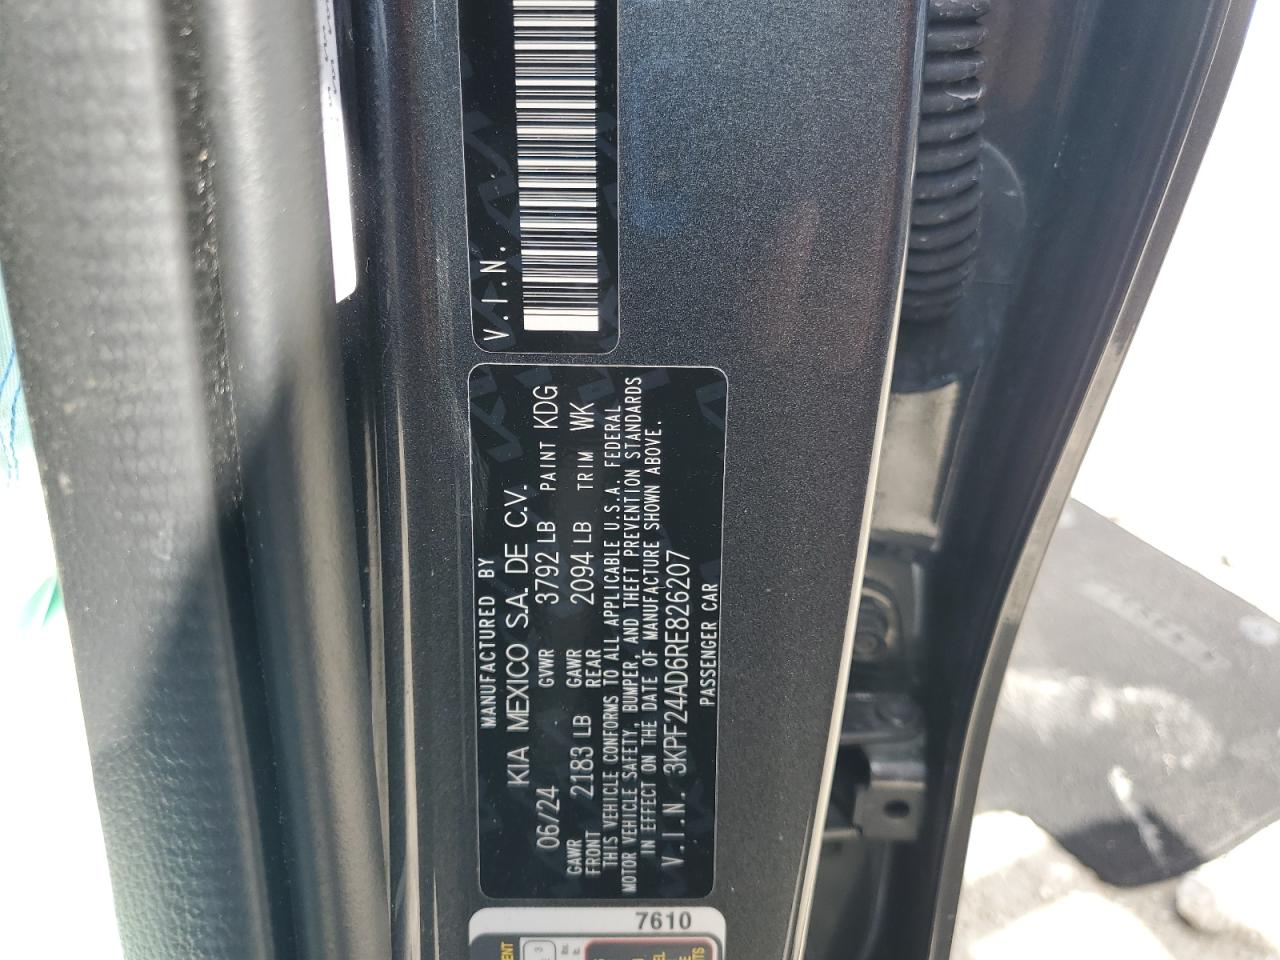 V.I.N.
MANUFACTURED BY
KIA MEXICO S.A. DE C.V.
06/24 GVWR 3792 LB PAINT KDG
GAWR FRONT 2183 LB GAWR REAR 2094 LB TRIM WK
THIS VEHICLE CONFORMS TO ALL APPLICABLE U.S.A. FEDERAL
MOTOR VEHICLE SAFETY, BUMPER, AND THEFT PREVENTION STANDARDS
IN EFFECT ON THE DATE OF MANUFACTURE SHOWN ABOVE.
V.I.N. 3KPF24AD6RE826207
PASSENGER CAR
7610